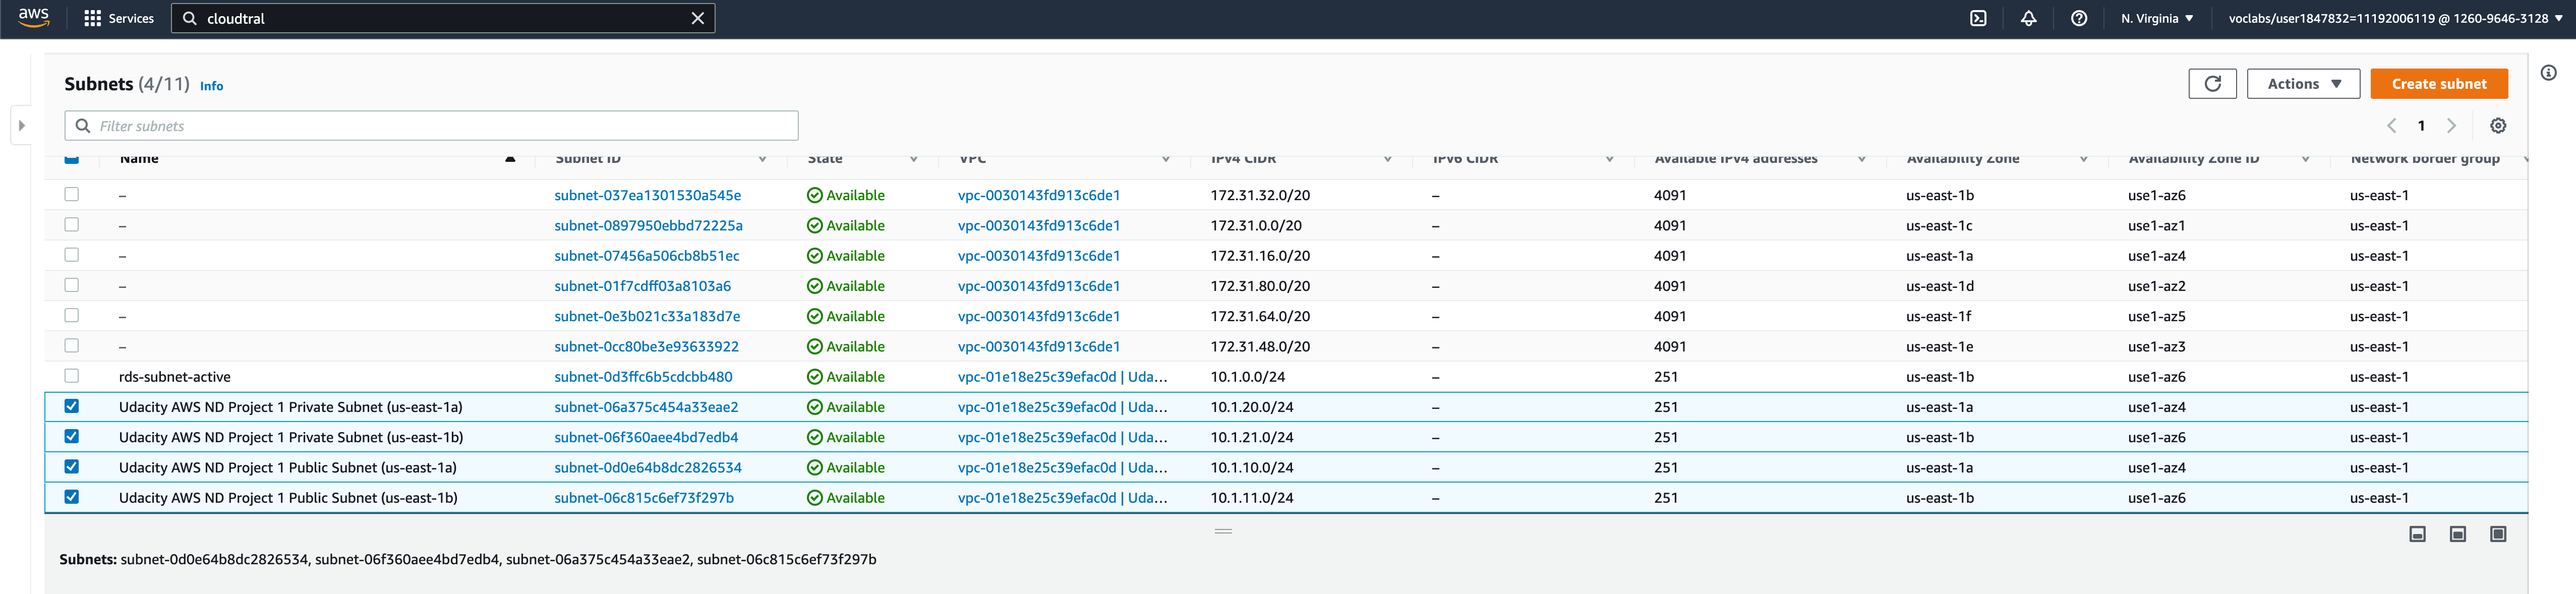 aws Services cloudtral N. Virginia voclabs/user1847832=11192006119 @ 1260-9646-3128
Subnets (4/11) Info Actions Create subnet
Filter subnets 1
Name Subnet ID State VPC IPv4 CIDR IPv6 CIDR Available IPv4 addresses Availability Zone Availability Zone ID Network border group
– subnet-037ea1301530a545e Available vpc-0030143fd913c6de1 172.31.32.0/20 – 4091 us-east-1b use1-az6 us-east-1
– subnet-0897950ebbd72225a Available vpc-0030143fd913c6de1 172.31.0.0/20 – 4091 us-east-1c use1-az1 us-east-1
– subnet-07456a506cb8b51ec Available vpc-0030143fd913c6de1 172.31.16.0/20 – 4091 us-east-1a use1-az4 us-east-1
– subnet-01f7cdff03a8103a6 Available vpc-0030143fd913c6de1 172.31.80.0/20 – 4091 us-east-1d use1-az2 us-east-1
– subnet-0e3b021c33a183d7e Available vpc-0030143fd913c6de1 172.31.64.0/20 – 4091 us-east-1f use1-az5 us-east-1
– subnet-0cc80be3e93633922 Available vpc-0030143fd913c6de1 172.31.48.0/20 – 4091 us-east-1e use1-az3 us-east-1
rds-subnet-active subnet-0d3ffc6b5cdcbb480 Available vpc-01e18e25c39efac0d | Uda... 10.1.0.0/24 – 251 us-east-1b use1-az6 us-east-1
Udacity AWS ND Project 1 Private Subnet (us-east-1a) subnet-06a375c454a33eae2 Available vpc-01e18e25c39efac0d | Uda... 10.1.20.0/24 – 251 us-east-1a use1-az4 us-east-1
Udacity AWS ND Project 1 Private Subnet (us-east-1b) subnet-06f360aee4bd7edb4 Available vpc-01e18e25c39efac0d | Uda... 10.1.21.0/24 – 251 us-east-1b use1-az6 us-east-1
Udacity AWS ND Project 1 Public Subnet (us-east-1a) subnet-0d0e64b8dc2826534 Available vpc-01e18e25c39efac0d | Uda... 10.1.10.0/24 – 251 us-east-1a use1-az4 us-east-1
Udacity AWS ND Project 1 Public Subnet (us-east-1b) subnet-06c815c6ef73f297b Available vpc-01e18e25c39efac0d | Uda... 10.1.11.0/24 – 251 us-east-1b use1-az6 us-east-1
Subnets: subnet-0d0e64b8dc2826534, subnet-06f360aee4bd7edb4, subnet-06a375c454a33eae2, subnet-06c815c6ef73f297b